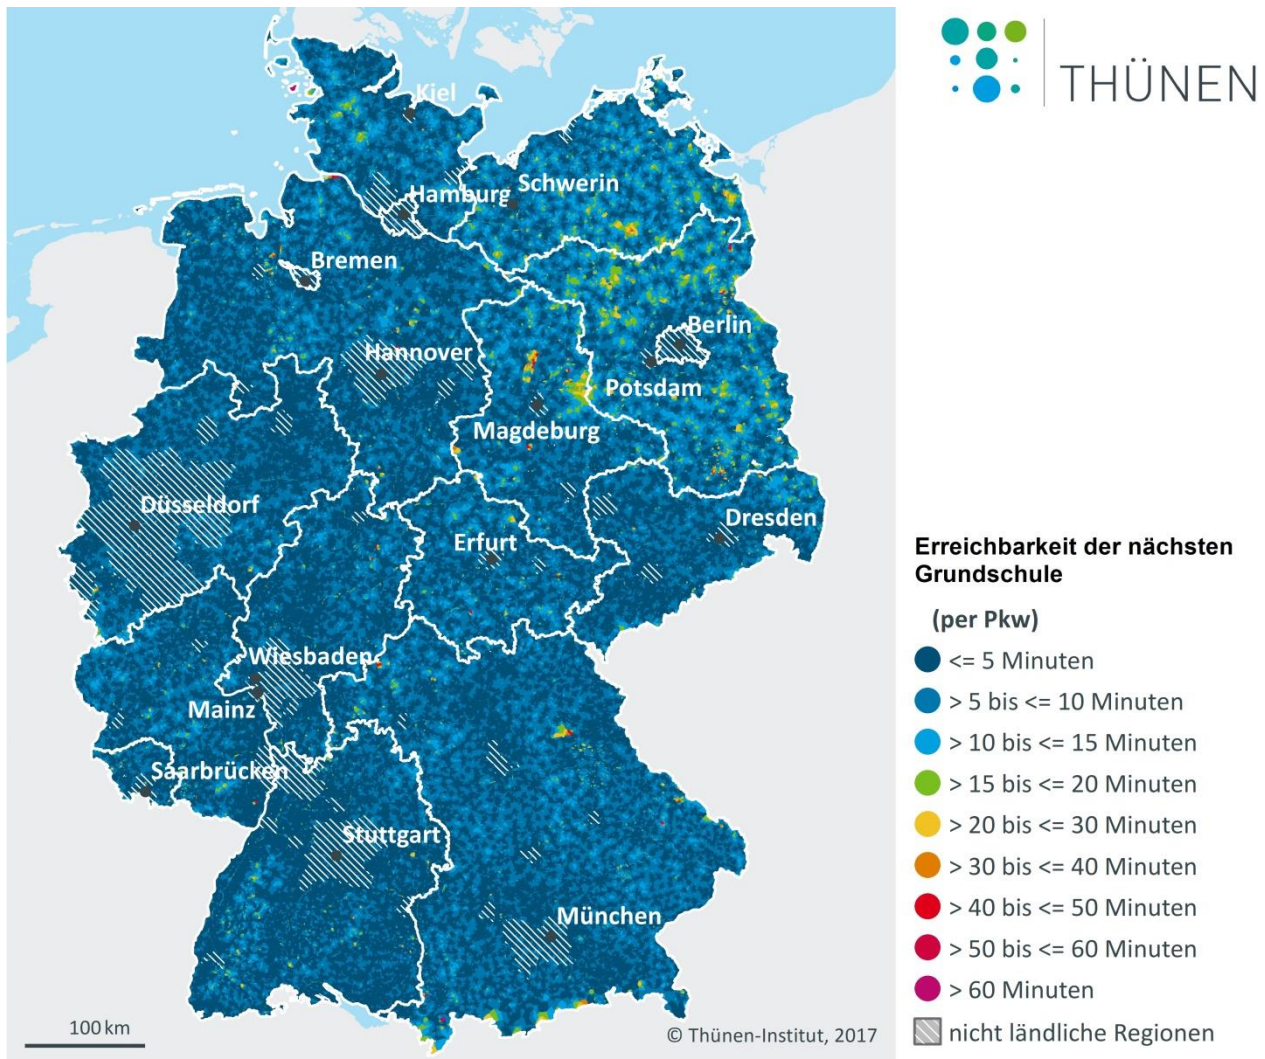 THÜNEN
Kiel
Hamburg
Schwerin
Bremen
Berlin
Hannover
Potsdam
Magdeburg
Düsseldorf
Dresden
Erfurt
Wiesbaden
Mainz
Saarbrücken
Stuttgart
München
100 km
© Thünen-Institut, 2017
Erreichbarkeit der nächsten
Grundschule
(per Pkw)
<= 5 Minuten
> 5 bis <= 10 Minuten
> 10 bis <= 15 Minuten
> 15 bis <= 20 Minuten
> 20 bis <= 30 Minuten
> 30 bis <= 40 Minuten
> 40 bis <= 50 Minuten
> 50 bis <= 60 Minuten
> 60 Minuten
nicht ländliche Regionen